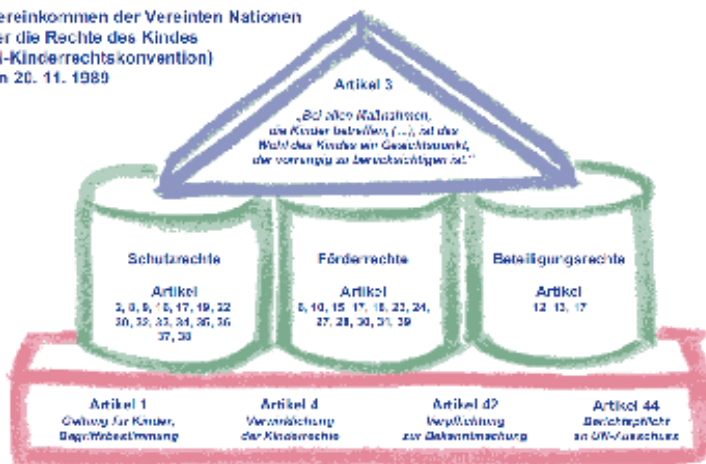 ereinkommen der Vereinten Nationen
er die Rechte des Kindes
-Kinderrechtskonvention)
n 20. 11. 1989
Artikel 3
„Bei allen Maßnahmen,
die Kinder betreffen, (...), ist das
Wohl des Kindes ein Gesichtspunkt,
der vorrangig zu berücksichtigen ist.“
Schutzrechte
Artikel
2, 8, 9, 16, 17, 19, 22
30, 32, 33, 34, 35, 36
37, 38
Förderrechte
Artikel
6, 10, 15, 17, 18, 23, 24,
27, 28, 30, 31, 39
Beteiligungsrechte
Artikel
12, 13, 17
Artikel 1
Geltung für Kinder,
Begriffsbestimmung
Artikel 4
Verwirklichung
der Kinderrechte
Artikel 42
Verpflichtung
zur Bekanntmachung
Artikel 44
Berichtspflicht
an UN-Ausschuss